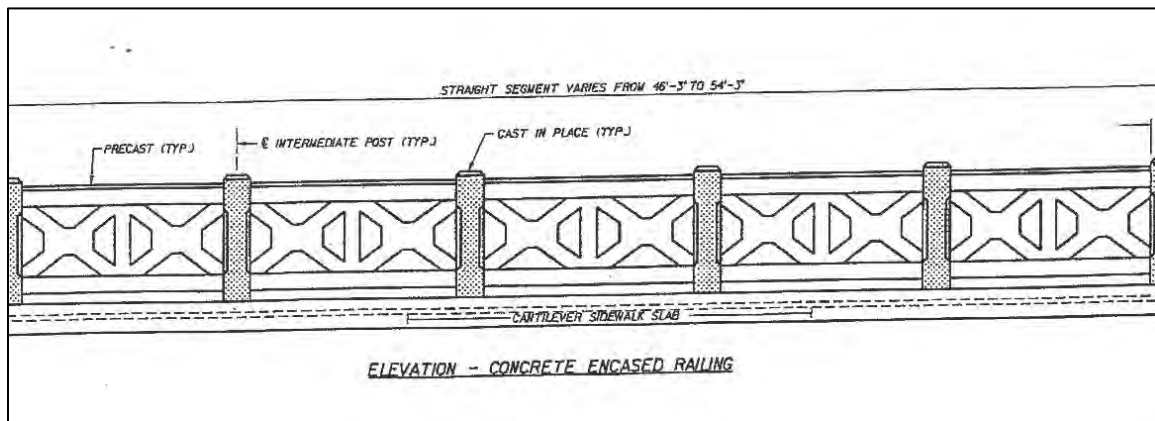 STRAIGHT SEGMENT VARIES FROM 46'-3" TO 54'-3"
PRECAST (TYP.)
℄ INTERMEDIATE POST (TYP.)
CAST IN PLACE (TYP.)
CANTILEVER SIDEWALK SLAB
ELEVATION - CONCRETE ENCASED RAILING